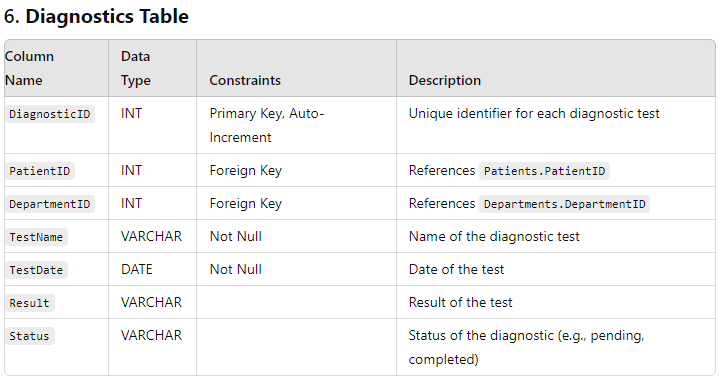 6. Diagnostics Table
Column Name Data Type Constraints Description
DiagnosticID INT Primary Key, Auto-Increment Unique identifier for each diagnostic test
PatientID INT Foreign Key References Patients.PatientID
DepartmentID INT Foreign Key References Departments.DepartmentID
TestName VARCHAR Not Null Name of the diagnostic test
TestDate DATE Not Null Date of the test
Result VARCHAR Result of the test
Status VARCHAR Status of the diagnostic (e.g., pending, completed)